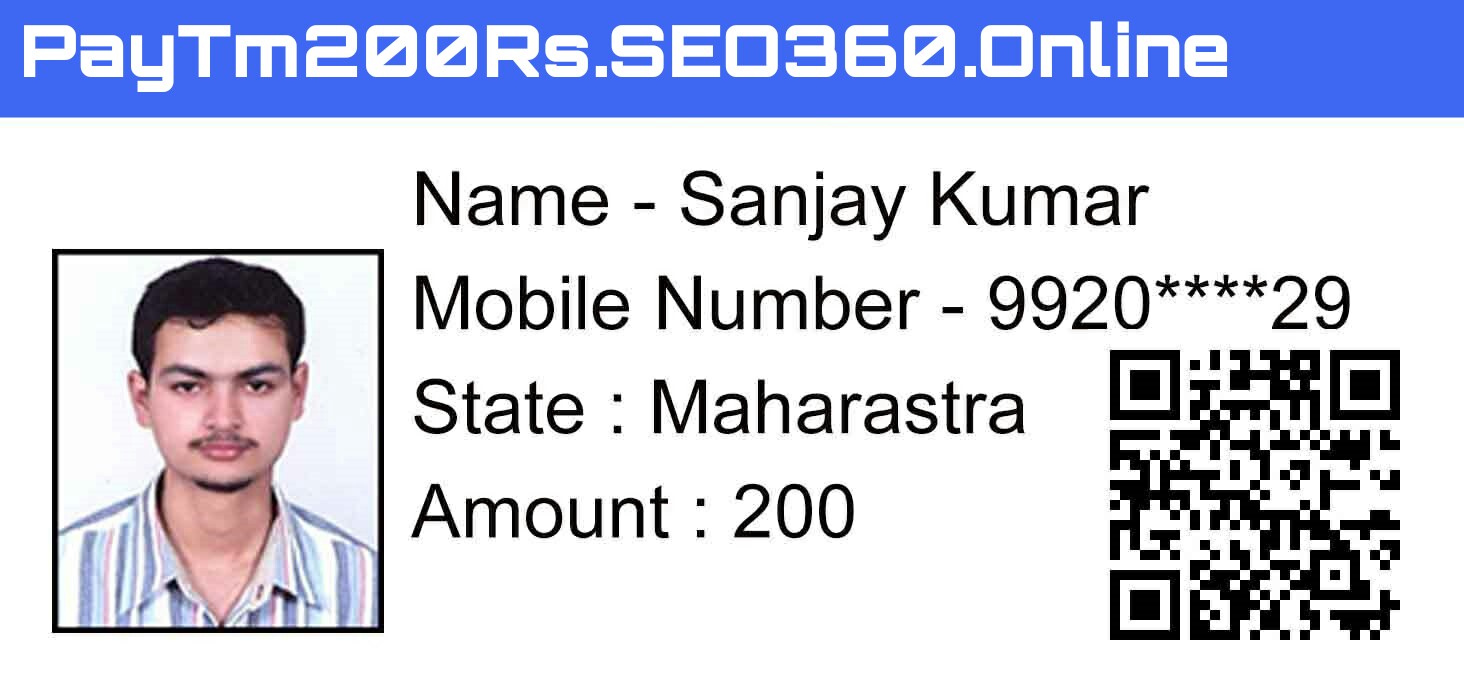 PayTm200Rs.SEO360.Online
Name - Sanjay Kumar
Mobile Number - 9920****29
State : Maharastra
Amount : 200